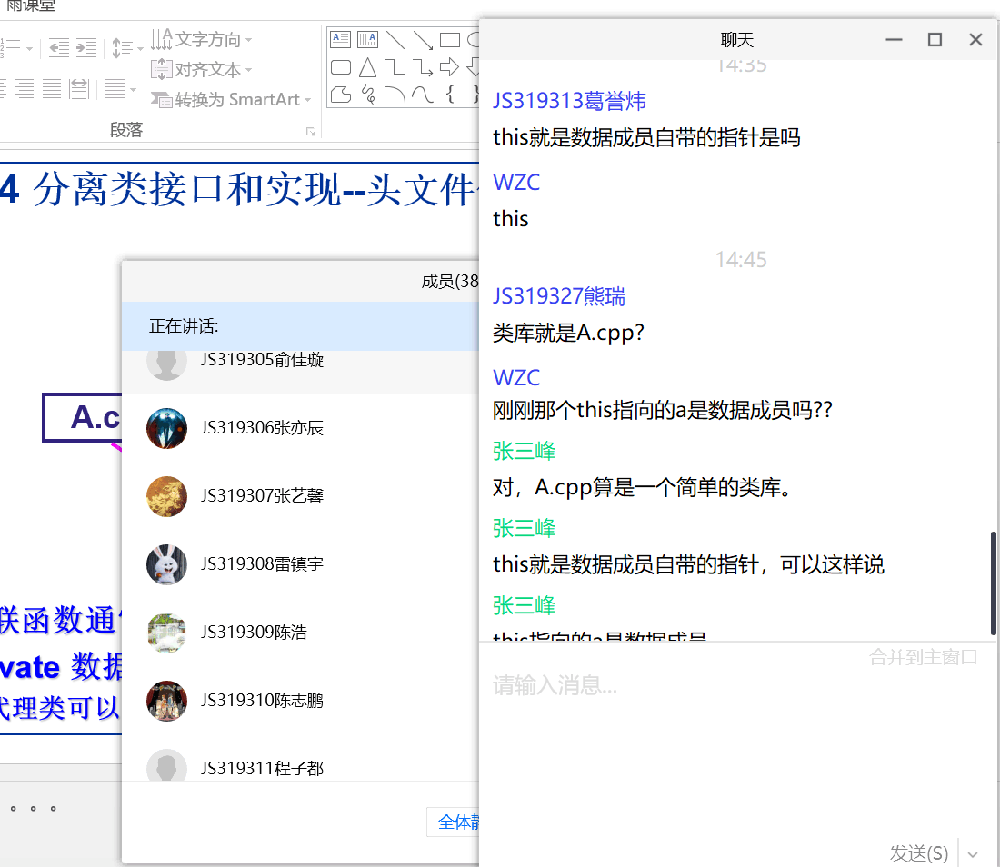 雨课堂
文字方向
对齐文本
转换为 SmartArt
段落
4 分离类接口和实现--头文件
A.c
联函数通
vate 数据
代理类可以
成员(38
正在讲话:
JS319305俞佳璇
JS319306张亦辰
JS319307张艺馨
JS319308雷镇宇
JS319309陈浩
JS319310陈志鹏
JS319311程子都
全体静
聊天
14:35
JS319313葛誉炜
this就是数据成员自带的指针是吗
WZC
this
14:45
JS319327熊瑞
类库就是A.cpp?
WZC
刚刚那个this指向的a是数据成员吗??
张三峰
对，A.cpp算是一个简单的类库。
张三峰
this就是数据成员自带的指针，可以这样说
张三峰
this指向的a是数据成员
合并到主窗口
请输入消息...
发送(S)